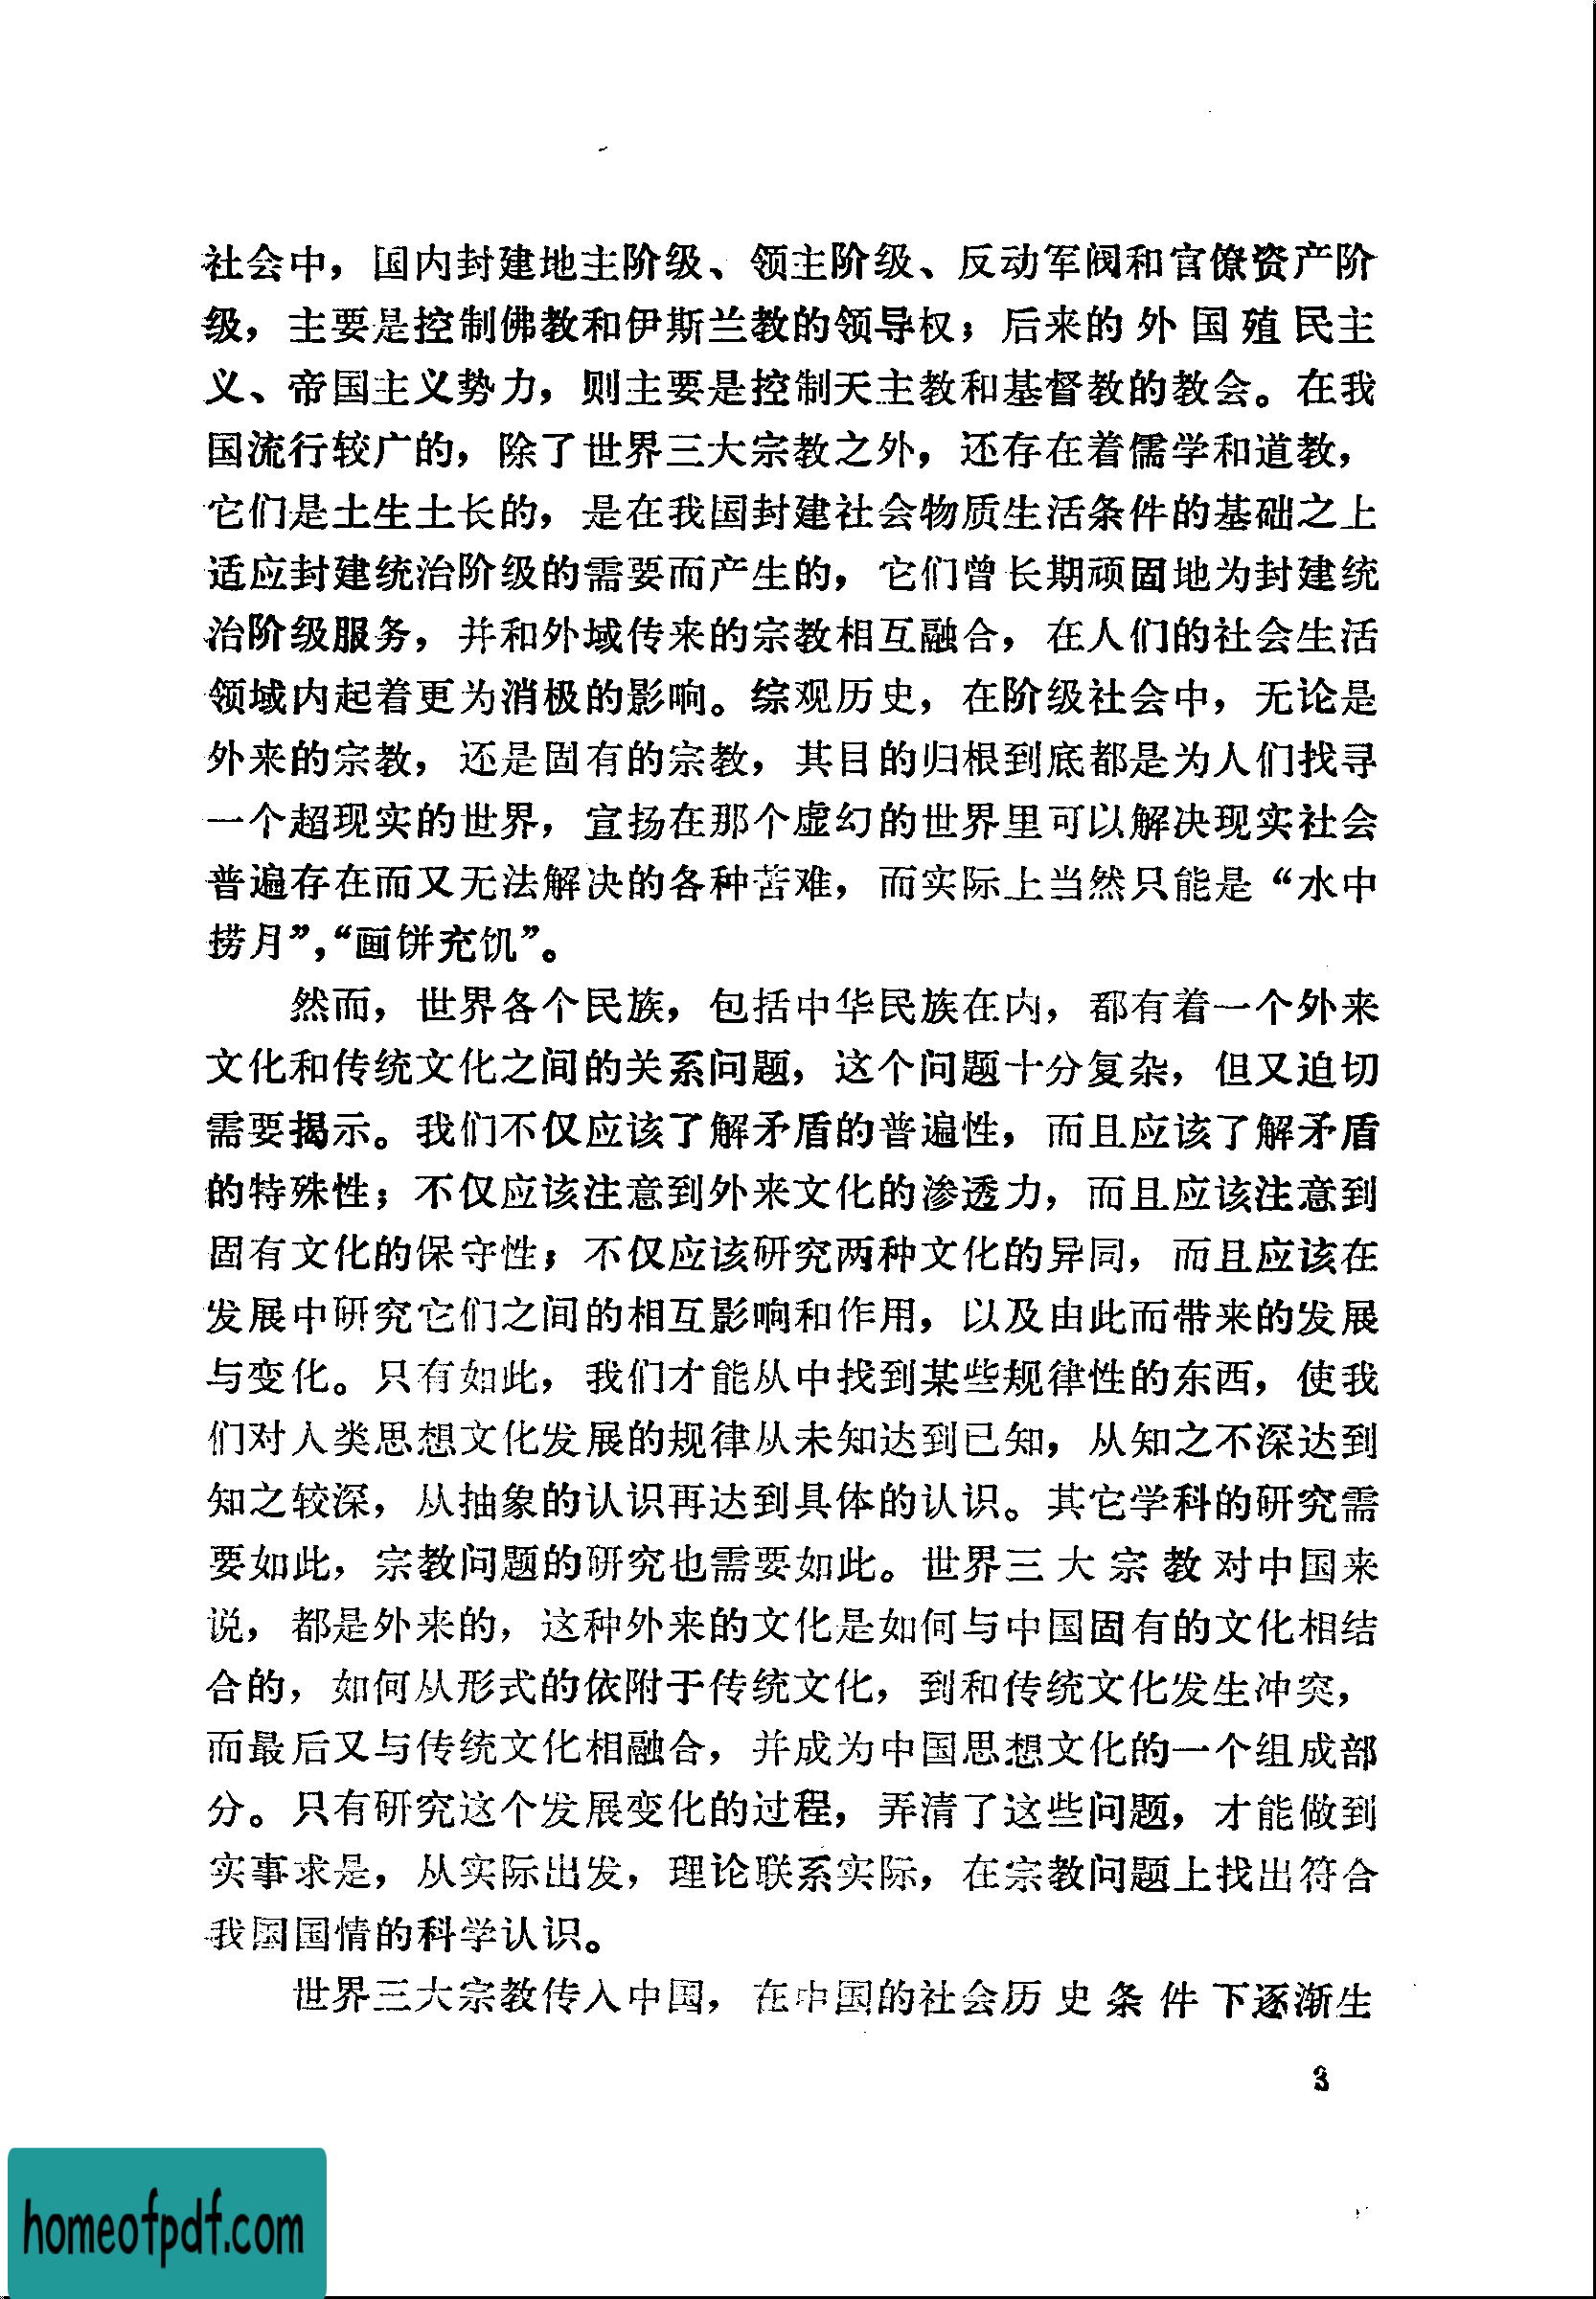 社会中，国内封建地主阶级、领主阶级、反动军阀和官僚资产阶
级，主要是控制佛教和伊斯兰教的领导权；后来的外国殖民主
义、帝国主义势力，则主要是控制天主教和基督教的教会。在我
国流行较广的，除了世界三大宗教之外，还存在着儒学和道教，
它们是土生土长的，是在我国封建社会物质生活条件的基础之上
适应封建统治阶级的需要而产生的，它们曾长期顽固地为封建统
治阶级服务，并和外域传来的宗教相互融合，在人们的社会生活
领域内起着更为消极的影响。综观历史，在阶级社会中，无论是
外来的宗教，还是固有的宗教，其目的归根到底都是为人们找寻
一个超现实的世界，宣扬在那个虚幻的世界里可以解决现实社会
普遍存在而又无法解决的各种苦难，而实际上当然只能是“水中
捞月”，“画饼充饥”。
然而，世界各个民族，包括中华民族在内，都有着一个外来
文化和传统文化之间的关系问题，这个问题十分复杂，但又迫切
需要揭示。我们不仅应该了解矛盾的普遍性，而且应该了解矛盾
的特殊性；不仅应该注意到外来文化的渗透力，而且应该注意到
固有文化的保守性；不仅应该研究两种文化的异同，而且应该在
发展中研究它们之间的相互影响和作用，以及由此而带来的发展
与变化。只有如此，我们才能从中找到某些规律性的东西，使我
们对人类思想文化发展的规律从未知达到已知，从知之不深达到
知之较深，从抽象的认识再达到具体的认识。其它学科的研究需
要如此，宗教问题的研究也需要如此。世界三大宗教对中国来
说，都是外来的，这种外来的文化是如何与中国固有的文化相结
合的，如何从形式的依附于传统文化，到和传统文化发生冲突，
而最后又与传统文化相融合，并成为中国思想文化的一个组成部
分。只有研究这个发展变化的过程，弄清了这些问题，才能做到
实事求是，从实际出发，理论联系实际，在宗教问题上找出符合
我国国情的科学认识。
世界三大宗教传入中国，在中国的社会历史条件下逐渐生
3
homeofpdf.com